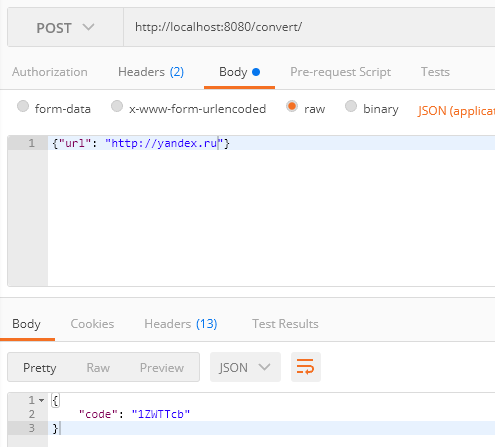 POST http://localhost:8080/convert/
Authorization Headers (2) Body Pre-request Script Tests
form-data x-www-form-urlencoded raw binary JSON (applica
1 {"url": "http://yandex.ru"}
Body Cookies Headers (13) Test Results
Pretty Raw Preview JSON
1 {
2 "code": "1ZWTTcb"
3 }